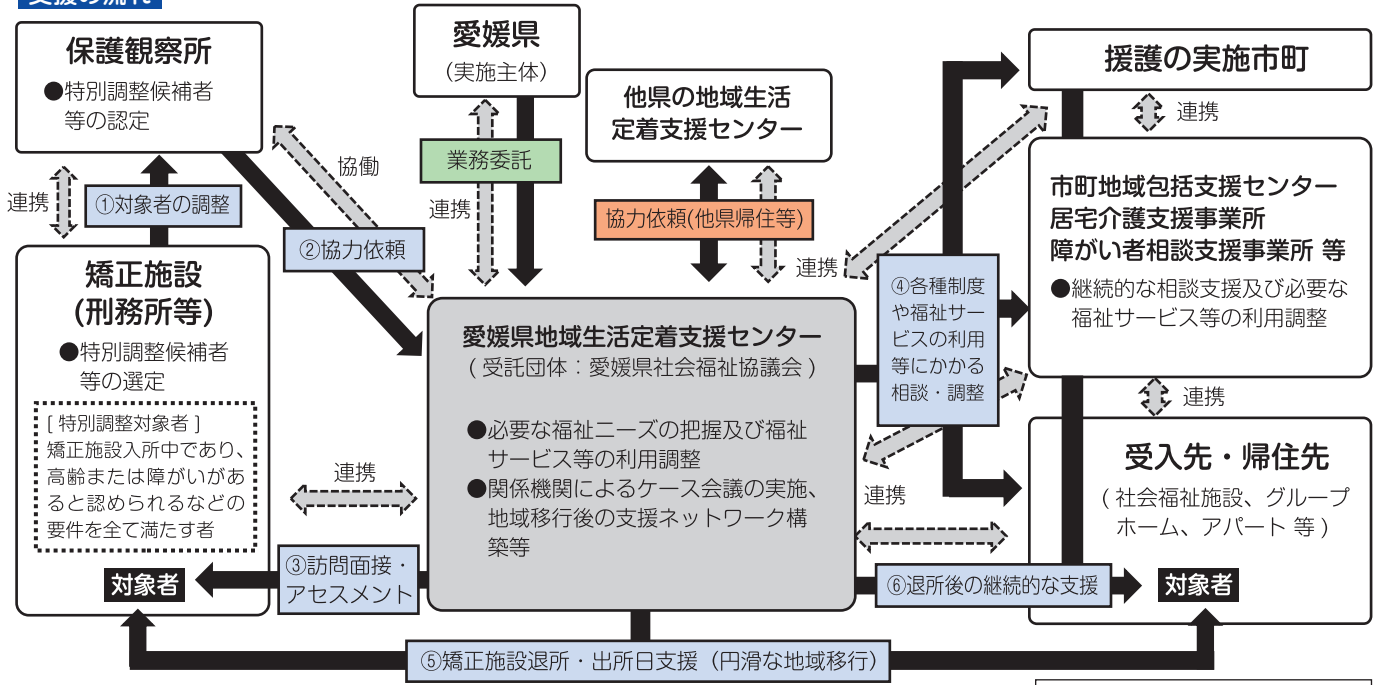 支援の流れ
保護観察所
●特別調整候補者
等の認定
愛媛県
(実施主体)
他県の地域生活
定着支援センター
援護の実施市町
連携
協働
業務委託
連携
連携
①対象者の調整
②協力依頼
協力依頼(他県帰住等)
連携
市町地域包括支援センター
居宅介護支援事業所
障がい者相談支援事業所 等
●継続的な相談支援及び必要な
福祉サービス等の利用調整
矯正施設
(刑務所等)
●特別調整候補者
等の選定
[ 特別調整対象者 ]
矯正施設入所中であり、
高齢または障がいがあ
ると認められるなどの
要件を全て満たす者
対象者
愛媛県地域生活定着支援センター
( 受託団体：愛媛県社会福祉協議会 )
●必要な福祉ニーズの把握及び福祉
サービス等の利用調整
●関係機関によるケース会議の実施、
地域移行後の支援ネットワーク構
築等
④各種制度
や福祉サー
ビスの利用
等にかかる
相談・調整
連携
連携
連携
受入先・帰住先
( 社会福祉施設、グループ
ホーム、アパート 等 )
対象者
③訪問面接・
アセスメント
⑥退所後の継続的な支援
⑤矯正施設退所・出所日支援（円滑な地域移行）